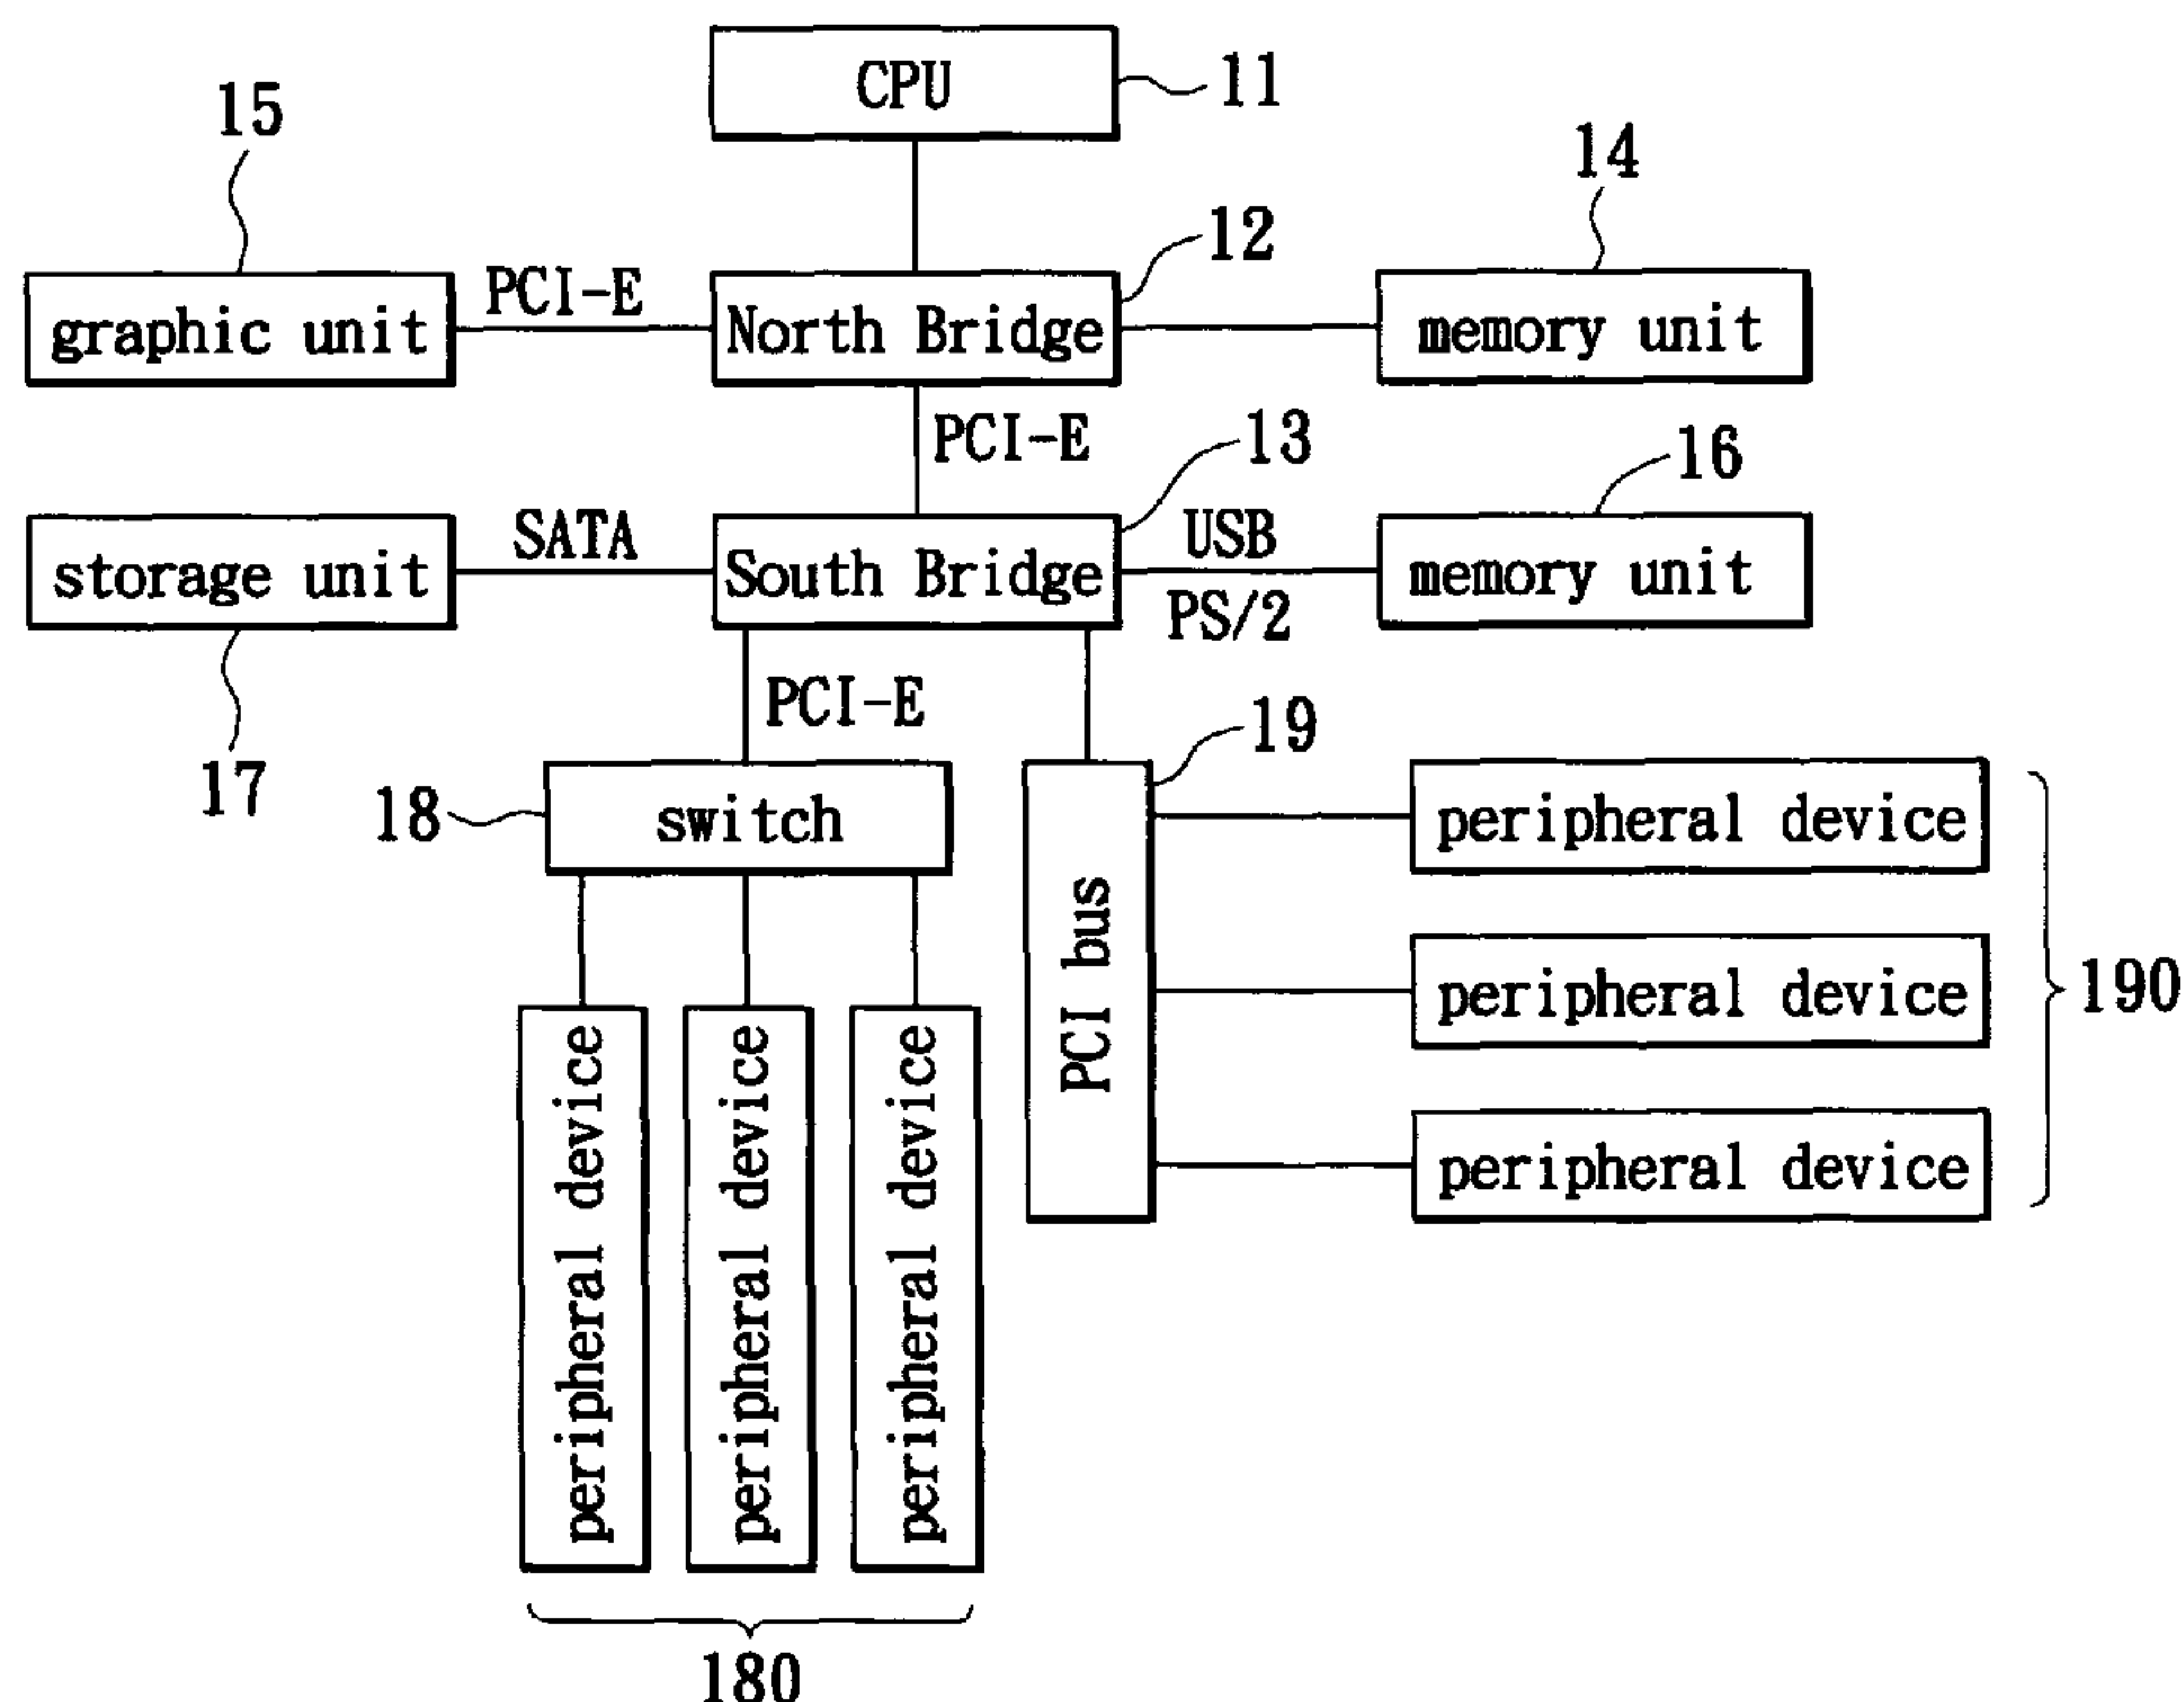 CPU
11
15
14
12
PCI-E
graphic unit
North Bridge
memory unit
PCI-E
13
16
SATA
USB
storage unit
South Bridge
memory unit
PS/2
PCI-E
17
19
18
switch
PCI bus
peripheral device
peripheral device
peripheral device
190
peripheral device
peripheral device
peripheral device
180